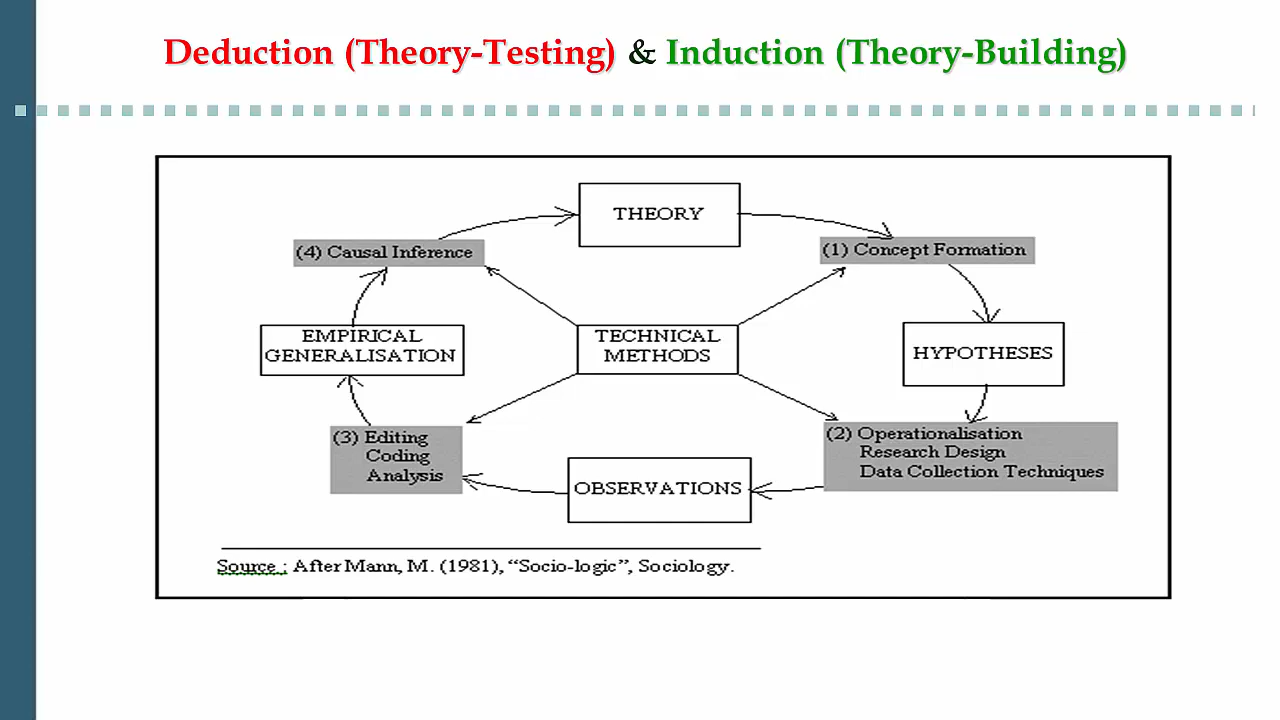 Deduction (Theory-Testing) & Induction (Theory-Building)
THEORY
(4) Causal Inference
(1) Concept Formation
EMPIRICAL
GENERALISATION
TECHNICAL
METHODS
HYPOTHESES
(3) Editing
Coding
Analysis
OBSERVATIONS
(2) Operationalisation
Research Design
Data Collection Techniques
Source : After Mann, M. (1981), “Socio-logic”, Sociology.